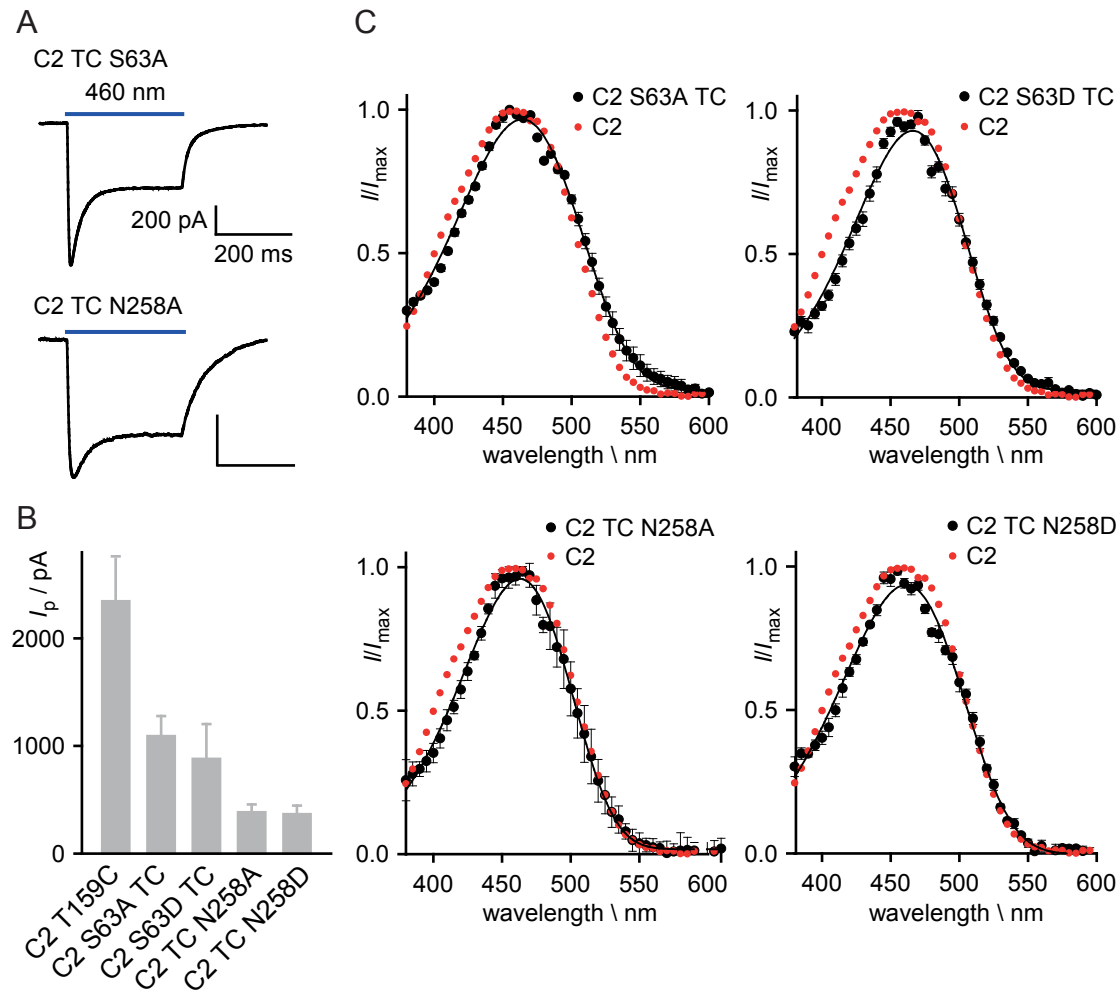 A
C2 TC S63A
460 nm
200 pA
200 ms
C2 TC N258A
B
I_p / pA
2000
1000
0
C2 T159C
C2 S63A TC
C2 S63D TC
C2 TC N258A
C2 TC N258D
C
C2 S63A TC
C2
I/I_max
1.0
0.5
0.0
400 450 500 550 600
wavelength \ nm
C2 S63D TC
C2
I/I_max
1.0
0.5
0.0
400 450 500 550 600
wavelength \ nm
C2 TC N258A
C2
I/I_max
1.0
0.5
0.0
400 450 500 550 600
wavelength \ nm
C2 TC N258D
C2
I/I_max
1.0
0.5
0.0
400 450 500 550 600
wavelength \ nm